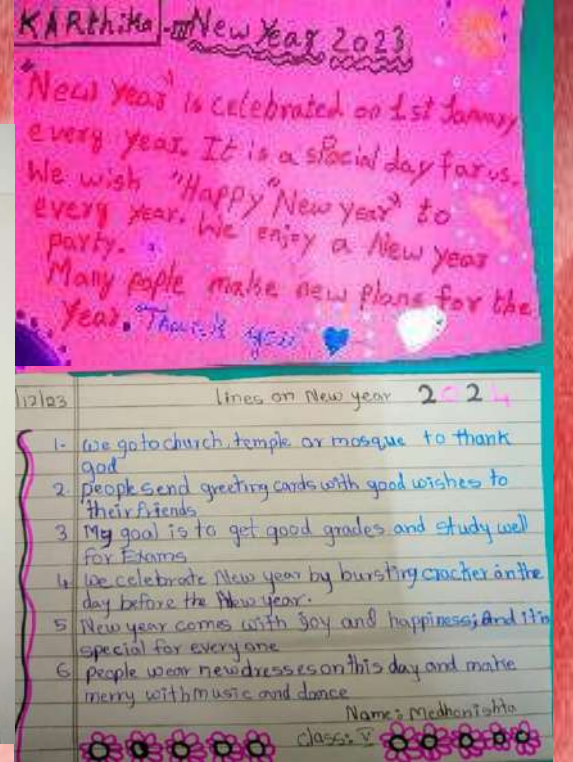 KARthika - III New Year 2023
"New Year" is celebrated on 1st January
every year. It is a special day for us.
We wish "Happy" New year" to
every year. We enjoy a New year
party.
Many pople make new plans for the
Year. Thank you
12/23 lines on New year 2024
1- we go to church, temple or mosque to thank
god
2. people send greeting cards with good wishes to
their friends
3 My goal is to get good grades and study well
for Exams
4 we celebrate New year by bursting cracker on the
day before the New year.
5 New year comes with joy and happiness; and it is
special for everyone
6 people wear new dresses on this day and make
merry with music and dance
Name: Medhonishta
class: V